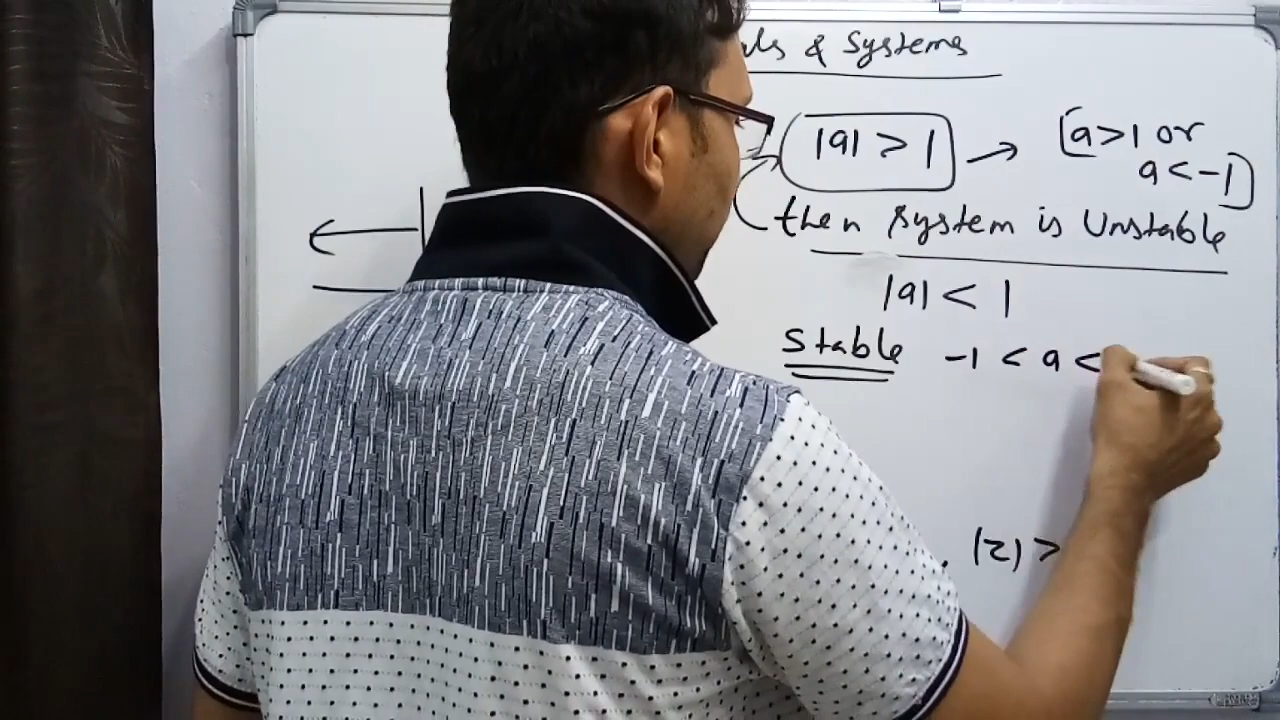 & Systems
|a| > 1 → [a>1 or
a < -1]
then system is Unstable
|a| < 1
Stable -1 < a <
|z| >